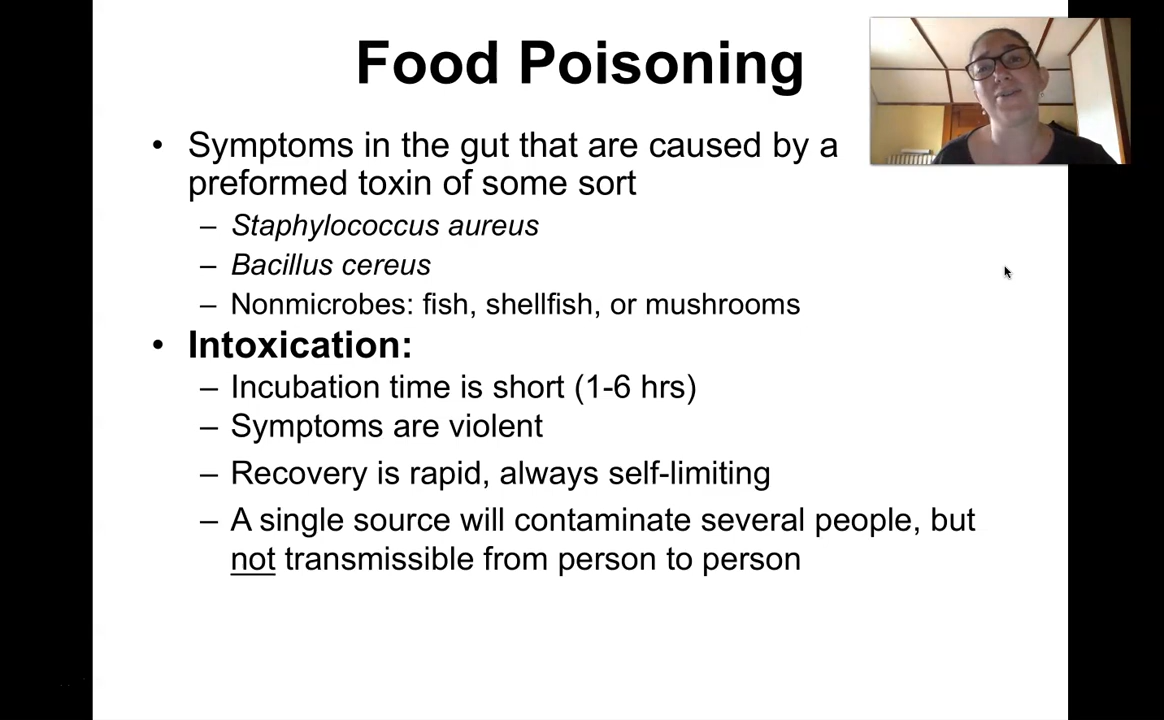 Food Poisoning
• Symptoms in the gut that are caused by a
preformed toxin of some sort
– Staphylococcus aureus
– Bacillus cereus
– Nonmicrobes: fish, shellfish, or mushrooms
• Intoxication:
– Incubation time is short (1-6 hrs)
– Symptoms are violent
– Recovery is rapid, always self-limiting
– A single source will contaminate several people, but
not transmissible from person to person